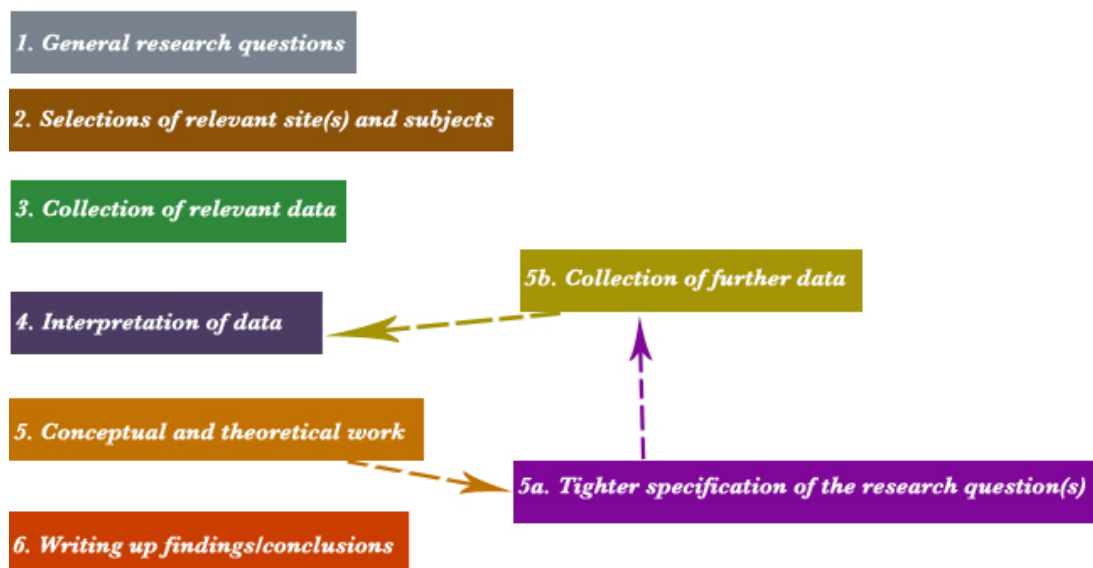 1. General research questions
2. Selections of relevant site(s) and subjects
3. Collection of relevant data
5b. Collection of further data
4. Interpretation of data
5. Conceptual and theoretical work
5a. Tighter specification of the research question(s)
6. Writing up findings/conclusions